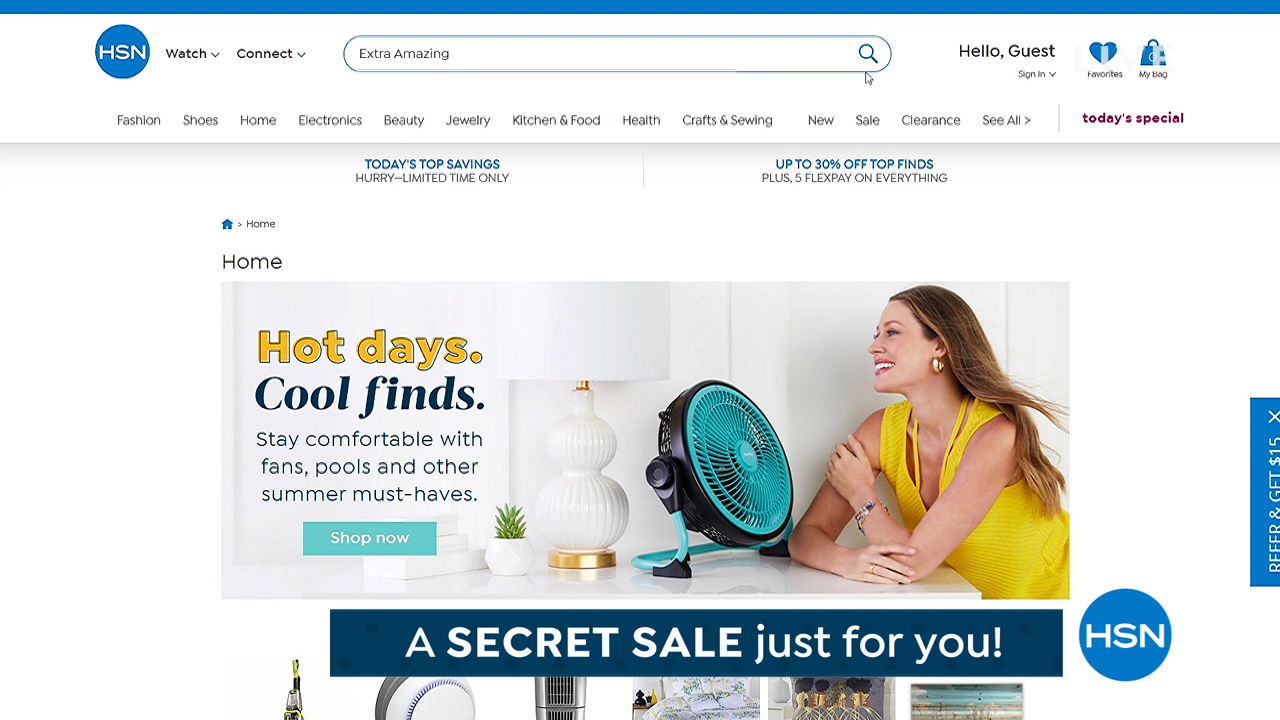 HSN
Watch
Connect
Extra Amazing
Hello, Guest
Sign In
LIVE
Favorites
0
My Bag
Fashion
Shoes
Home
Electronics
Beauty
Jewelry
Kitchen & Food
Health
Crafts & Sewing
New
Sale
Clearance
See All >
today's special
TODAY'S TOP SAVINGS
HURRY—LIMITED TIME ONLY
UP TO 30% OFF TOP FINDS
PLUS, 5 FLEXPAY ON EVERYTHING
> Home
Home
Hot days.
Cool finds.
Stay comfortable with
fans, pools and other
summer must-haves.
Shop now
REFER & GET $15
A SECRET SALE just for you!
HSN